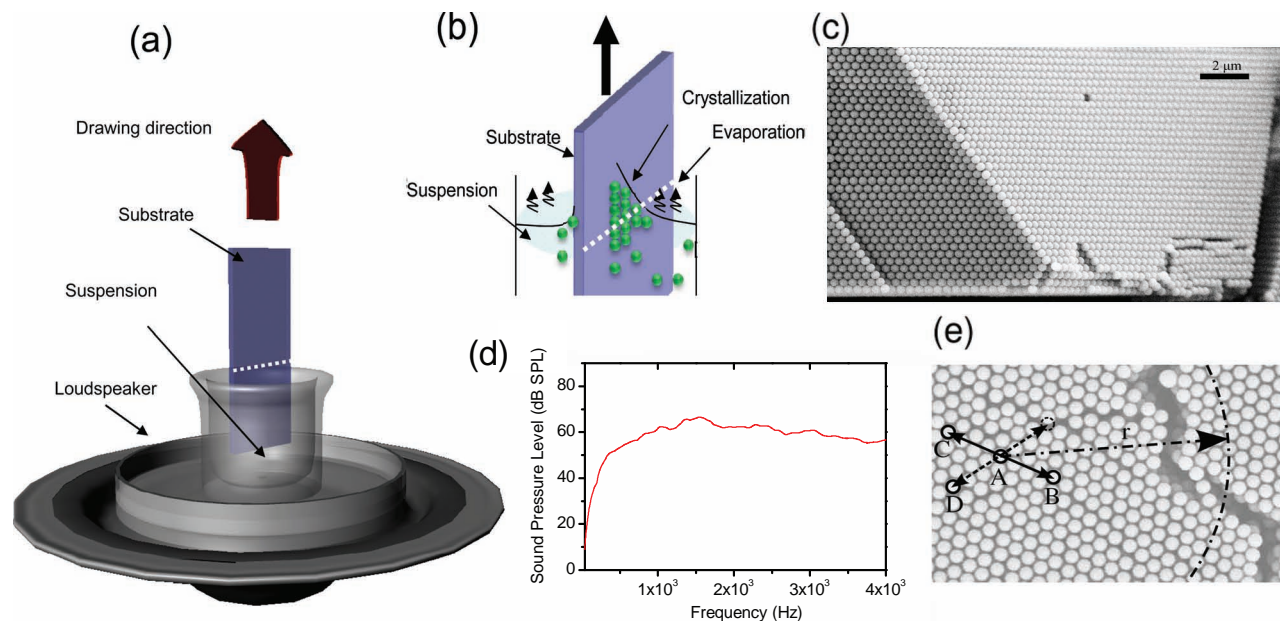 (a)
Drawing direction
Substrate
Suspension
Loudspeaker
(b)
Crystallization
Substrate
Evaporation
Suspension
(c)
2 μm
(d)
Sound Pressure Level (dB SPL)
80
60
40
20
0
1x10³ 2x10³ 3x10³ 4x10³
Frequency (Hz)
(e)
C
r
A
D
B